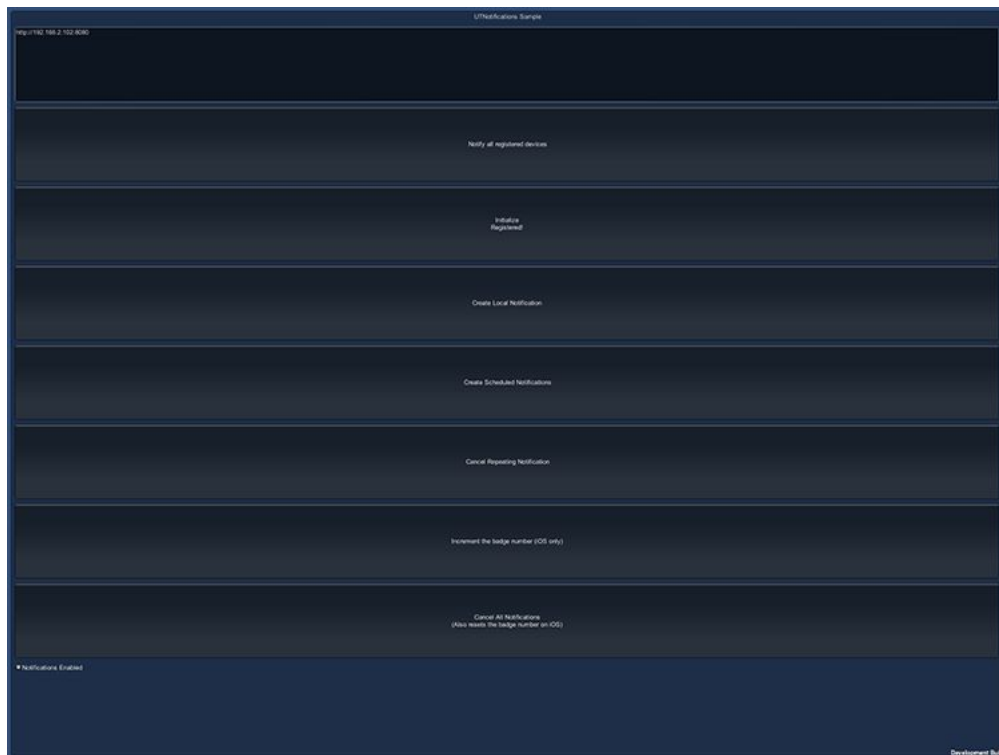 UTNotifications Sample
http://192.168.2.102:8080
Notify all registered devices
Initialize
Registered!
Create Local Notification
Create Scheduled Notifications
Cancel Repeating Notification
Increment the badge number (iOS only)
Cancel All Notifications
(Also resets the badge number on iOS)
Notifications Enabled
Development Bu